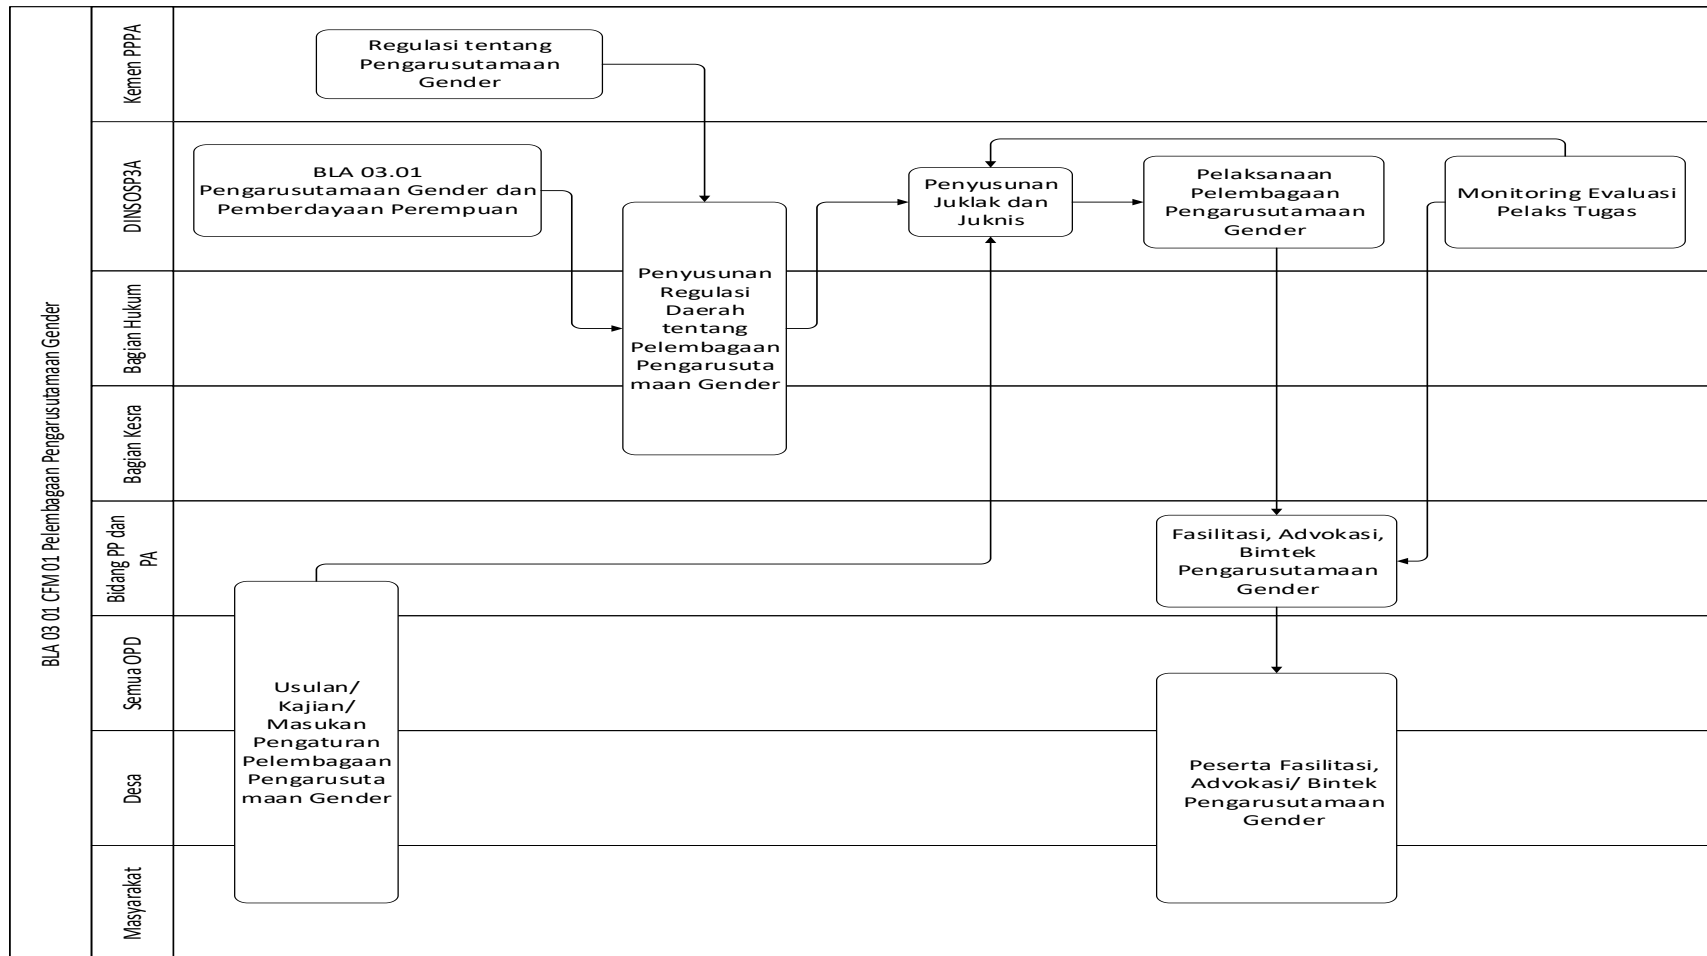 BLA 03 01 CFM 01 Pelembagaan Pengarusutamaan Gender
Kemen PPPA
Regulasi tentang
Pengarusutamaan
Gender
DINSOSP3A
BLA 03.01
Pengarusutamaan Gender dan
Pemberdayaan Perempuan
Penyusunan
Juklak dan
Juknis
Pelaksanaan
Pelembagaan
Pengarusutamaan
Gender
Monitoring Evaluasi
Pelaks Tugas
Bagian Hukum
Penyusunan
Regulasi
Daerah
tentang
Pelembagaan
Pengarusuta
maan Gender
Bagian Kesra
Bidang PP dan
PA
Fasilitasi, Advokasi,
Bimtek
Pengarusutamaan
Gender
Semua OPD
Usulan/
Kajian/
Masukan
Pengaturan
Pelembagaan
Pengarusuta
maan Gender
Desa
Peserta Fasilitasi,
Advokasi/ Bintek
Pengarusutamaan
Gender
Masyarakat